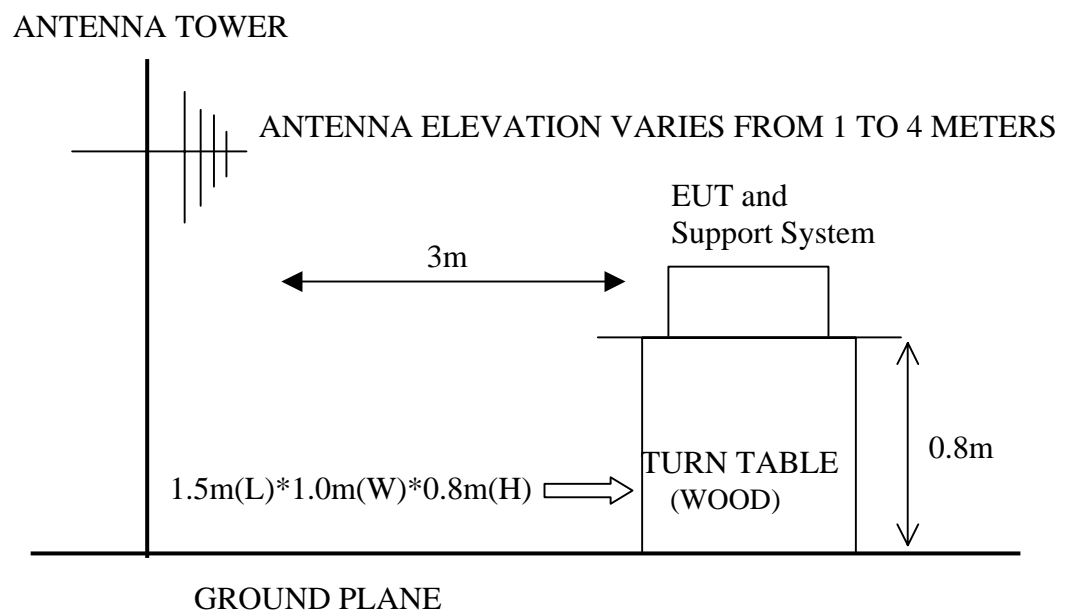 ANTENNA TOWER
ANTENNA ELEVATION VARIES FROM 1 TO 4 METERS
EUT and
Support System
3m
0.8m
TURN TABLE
1.5m(L)*1.0m(W)*0.8m(H)
(WOOD)
GROUND PLANE